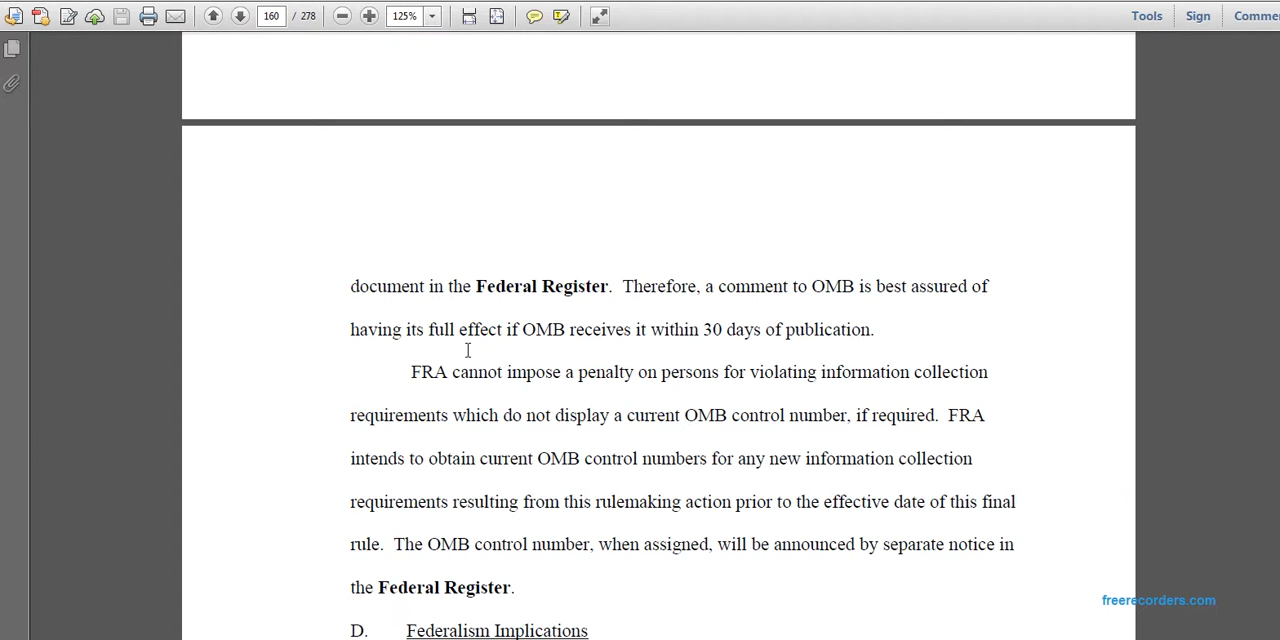 160 / 278 125% Tools Sign
document in the Federal Register. Therefore, a comment to OMB is best assured of
having its full effect if OMB receives it within 30 days of publication.
FRA cannot impose a penalty on persons for violating information collection
requirements which do not display a current OMB control number, if required. FRA
intends to obtain current OMB control numbers for any new information collection
requirements resulting from this rulemaking action prior to the effective date of this final
rule. The OMB control number, when assigned, will be announced by separate notice in
the Federal Register.
freerecorders.com
D. Federalism Implications